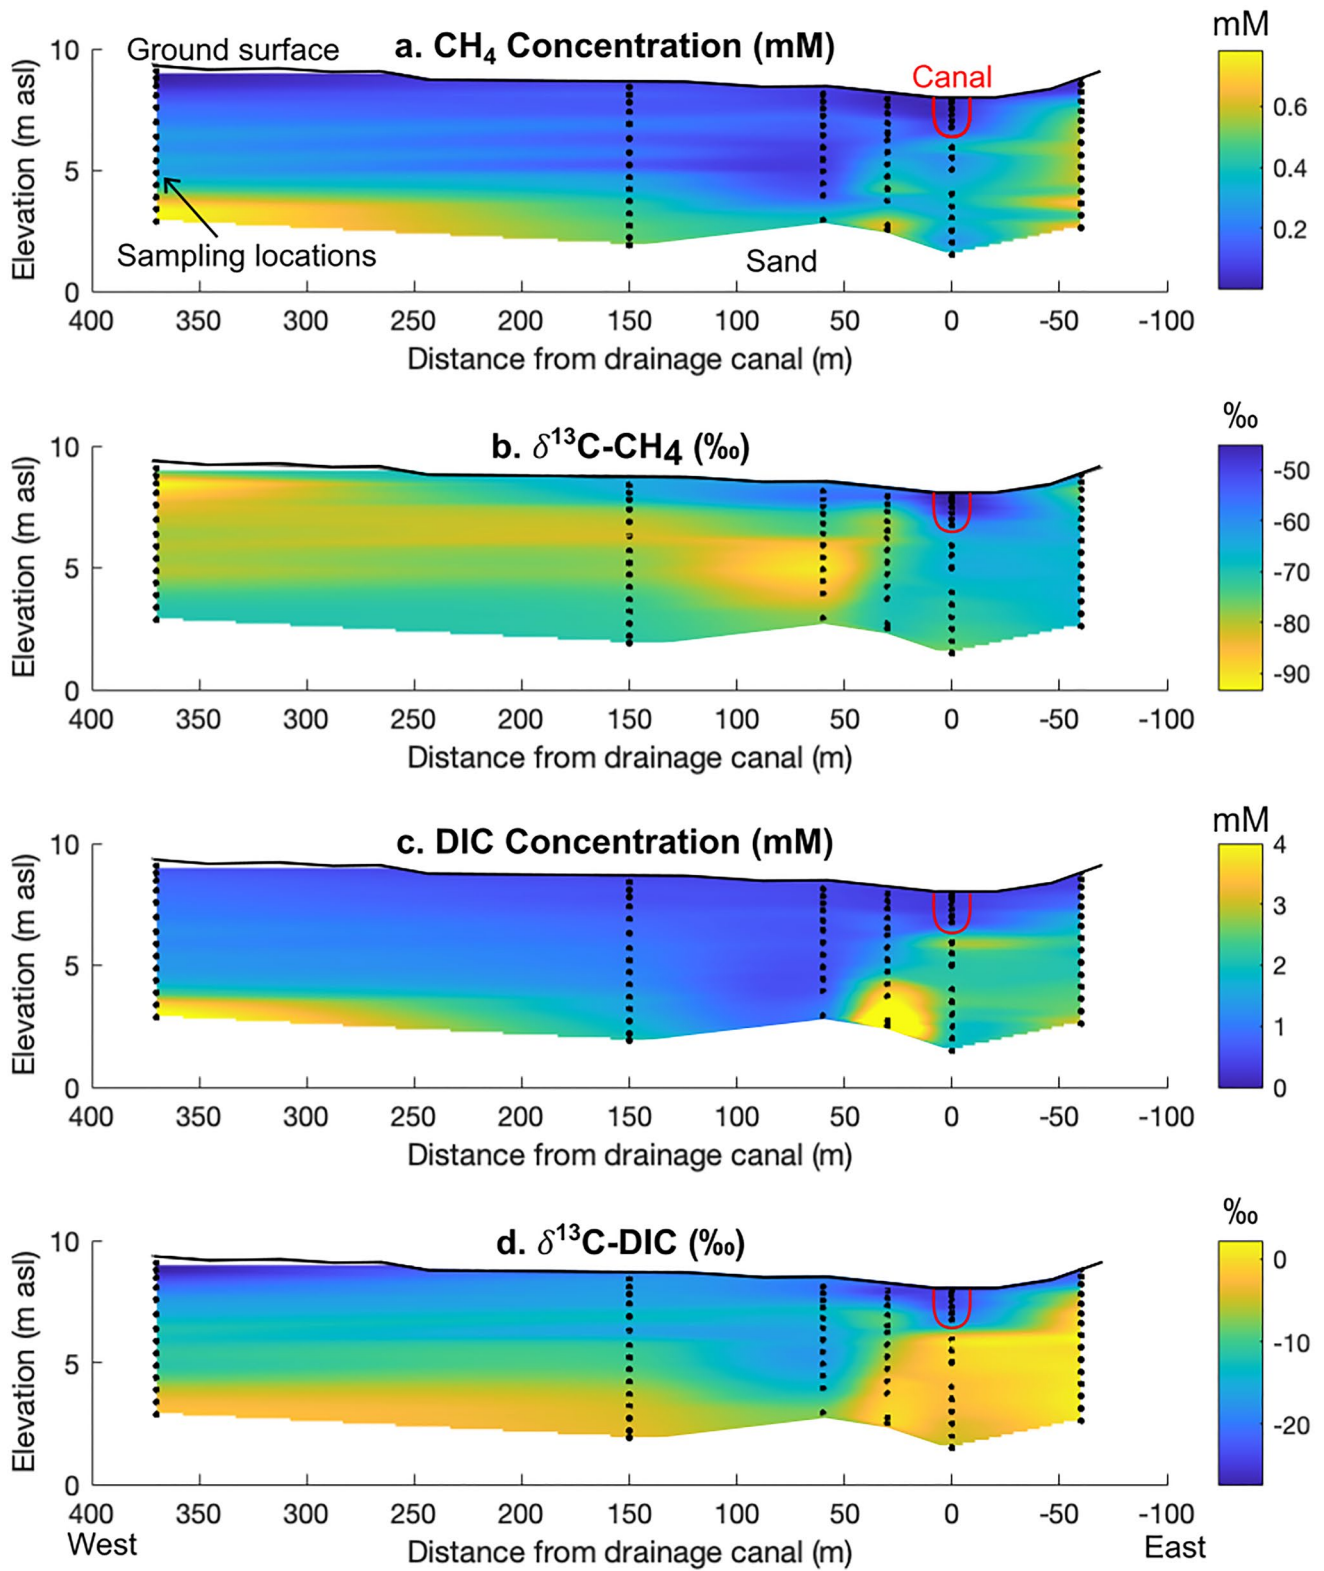 a. CH4 Concentration (mM)
mM
Ground surface
Canal
Sampling locations
Sand
Elevation (m asl)
10
5
0
0.6
0.4
0.2
400 350 300 250 200 150 100 50 0 -50 -100
Distance from drainage canal (m)
b. δ13C-CH4 (‰)
‰
Elevation (m asl)
10
5
0
-50
-60
-70
-80
-90
400 350 300 250 200 150 100 50 0 -50 -100
Distance from drainage canal (m)
c. DIC Concentration (mM)
mM
Elevation (m asl)
10
5
0
4
3
2
1
0
400 350 300 250 200 150 100 50 0 -50 -100
Distance from drainage canal (m)
d. δ13C-DIC (‰)
‰
Elevation (m asl)
10
5
0
0
-10
-20
400 350 300 250 200 150 100 50 0 -50 -100
West
Distance from drainage canal (m)
East